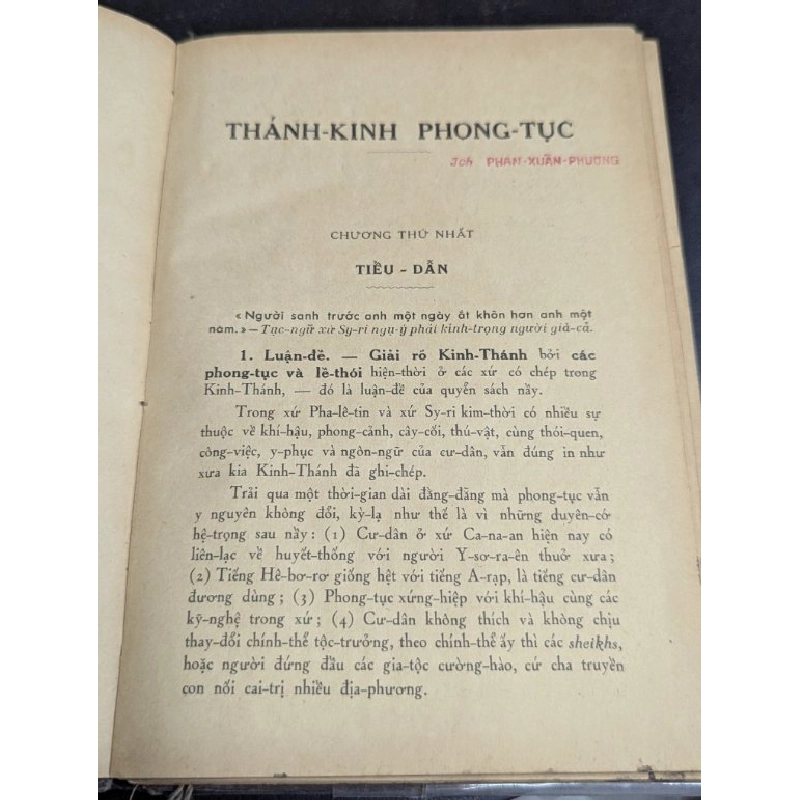 THÁNH-KINH PHONG-TỤC
Joh PHAN-XUÂN-PHƯƠNG
CHƯƠNG THỨ NHẤT
TIỂU - DẪN
« Người sanh trước anh một ngày ắt khôn hơn anh một
năm. » — Tục-ngữ xứ Sy-ri ngụ-ý phải kính-trọng người già-cả.
1. Luận-đề. — Giải rõ Kinh-Thánh bởi các
phong-tục và lề-thói hiện-thời ở các xứ có chép trong
Kinh-Thánh, — đó là luận-đề của quyển sách nầy.
Trong xứ Pha-lê-tin và xứ Sy-ri kim-thời có nhiều sự
thuộc về khí-hậu, phong-cảnh, cây-cối, thú-vật, cùng thói-quen,
công-việc, y-phục và ngôn-ngữ của cư-dân, vẫn đúng in như
xưa kia Kinh-Thánh đã ghi-chép.
Trải qua một thời-gian dài đằng-đẵng mà phong-tục vẫn
y nguyên không đổi, kỳ-lạ như thế là vì những duyên-cớ
hệ-trọng sau nầy : (1) Cư-dân ở xứ Ca-na-an hiện nay có
liên-lạc về huyết-thống với người Y-sơ-ra-ên thuở xưa ;
(2) Tiếng Hê-bơ-rơ giống hệt với tiếng A-rạp, là tiếng cư-dân
đương dùng ; (3) Phong-tục xứng-hiệp với khí-hậu cùng các
kỹ-nghệ trong xứ ; (4) Cư-dân không thích và không chịu
thay-đổi chính-thể tộc-trưởng, theo chính-thể ấy thì các sheikhs,
hoặc người đứng đầu các gia-tộc cường-hào, cứ cha truyền
con nối cai-trị nhiều địa-phương.